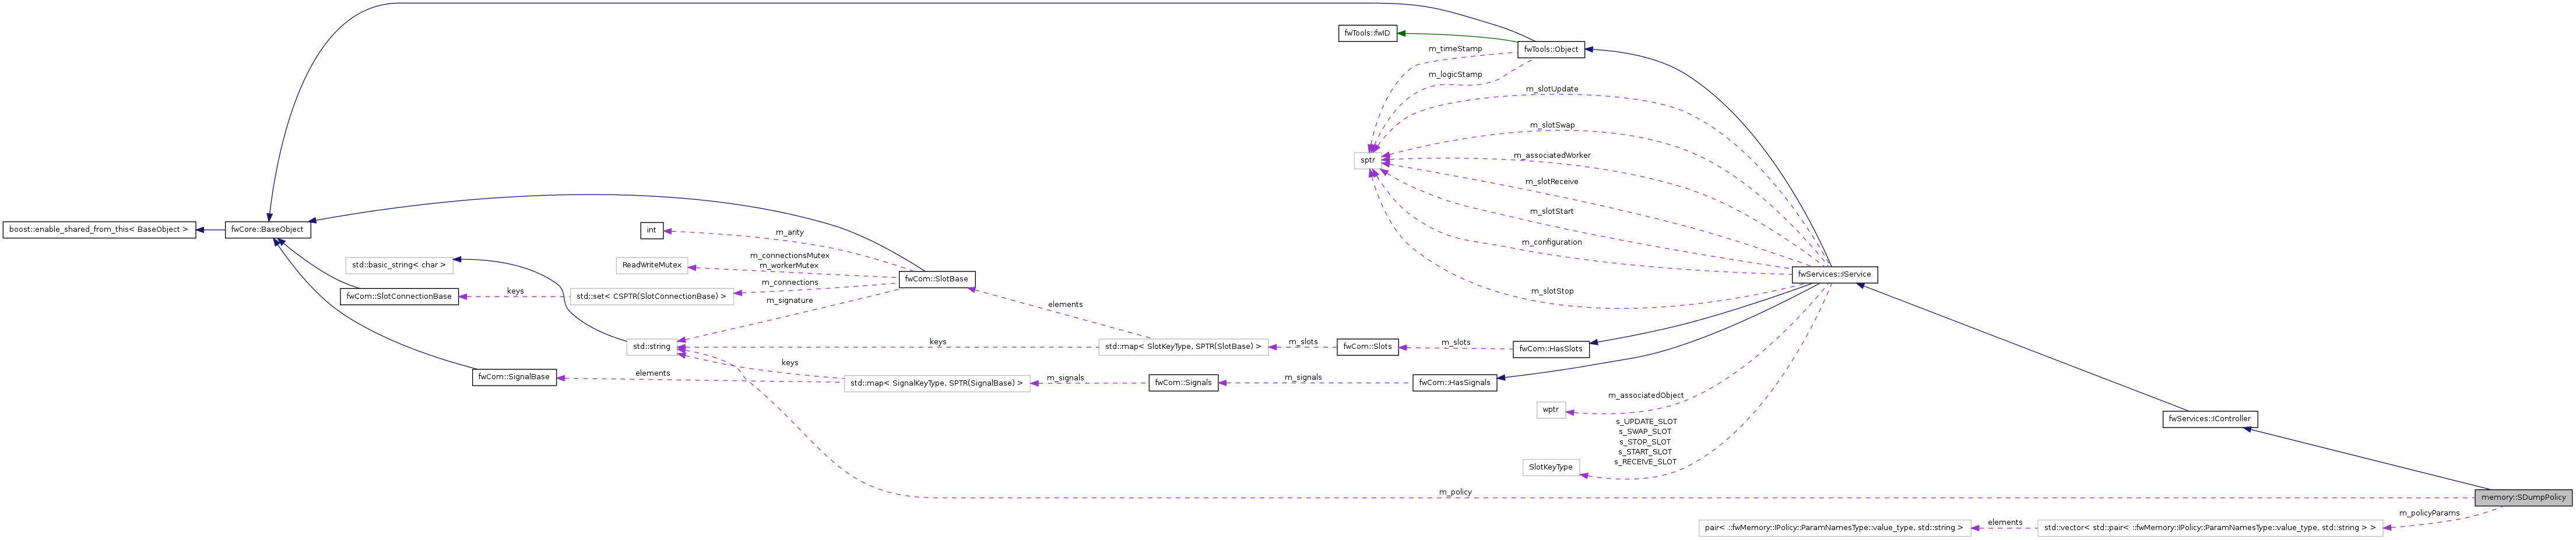 fwTools::fwID
fwTools::Object
m_timeStamp
m_logicStamp
m_slotUpdate
m_slotSwap
m_associatedWorker
sptr
m_slotReceive
m_slotStart
boost::enable_shared_from_this< BaseObject >
fwCore::BaseObject
int
m_arity
m_configuration
m_connectionsMutex
m_workerMutex
std::basic_string< char >
ReadWriteMutex
fwServices::IService
fwCom::SlotBase
m_connections
keys
fwCom::SlotConnectionBase
std::set< CSPTR(SlotConnectionBase) >
m_signature
m_slotStop
elements
std::string
keys
std::map< SlotKeyType, SPTR(SlotBase) >
m_slots
fwCom::Slots
m_slots
fwCom::HasSlots
keys
fwCom::SignalBase
elements
std::map< SignalKeyType, SPTR(SignalBase) >
m_signals
fwCom::Signals
m_signals
fwCom::HasSignals
m_associatedObject
wptr
fwServices::IController
s_UPDATE_SLOT
s_SWAP_SLOT
s_STOP_SLOT
s_START_SLOT
s_RECEIVE_SLOT
SlotKeyType
m_policy
memory::SDumpPolicy
m_policyParams
pair< ::fwMemory::IPolicy::ParamNamesType::value_type, std::string >
elements
std::vector< std::pair< ::fwMemory::IPolicy::ParamNamesType::value_type, std::string > >